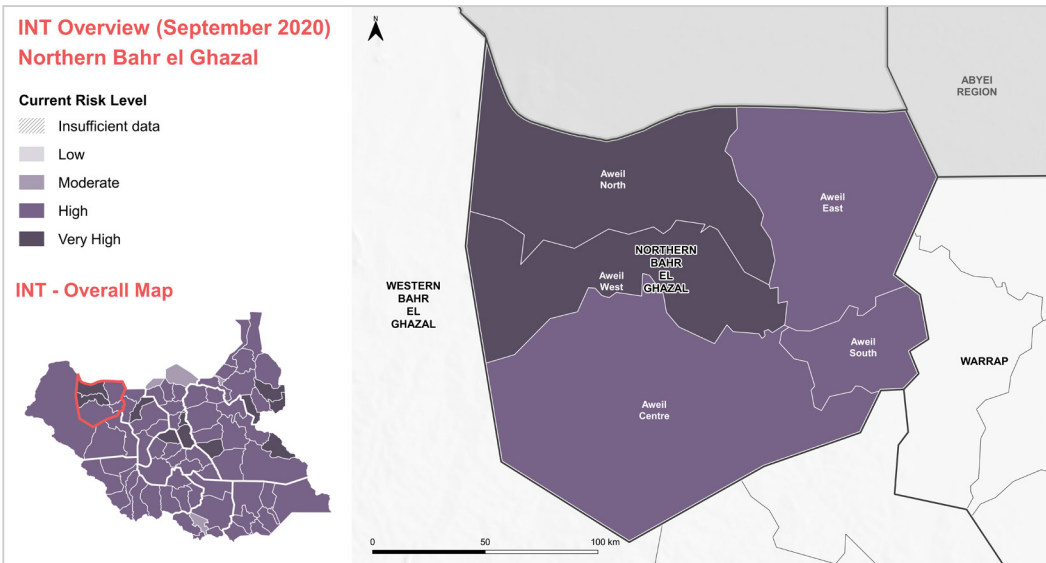 INT Overview (September 2020)
Northern Bahr el Ghazal
Current Risk Level
Insufficient data
Low
Moderate
High
Very High
INT - Overall Map
N
ABYEI
REGION
Aweil
North
Aweil
East
NORTHERN
BAHR
EL
GHAZAL
Aweil
West
WESTERN
BAHR
EL
GHAZAL
Aweil
South
WARRAP
Aweil
Centre
0
50
100 km